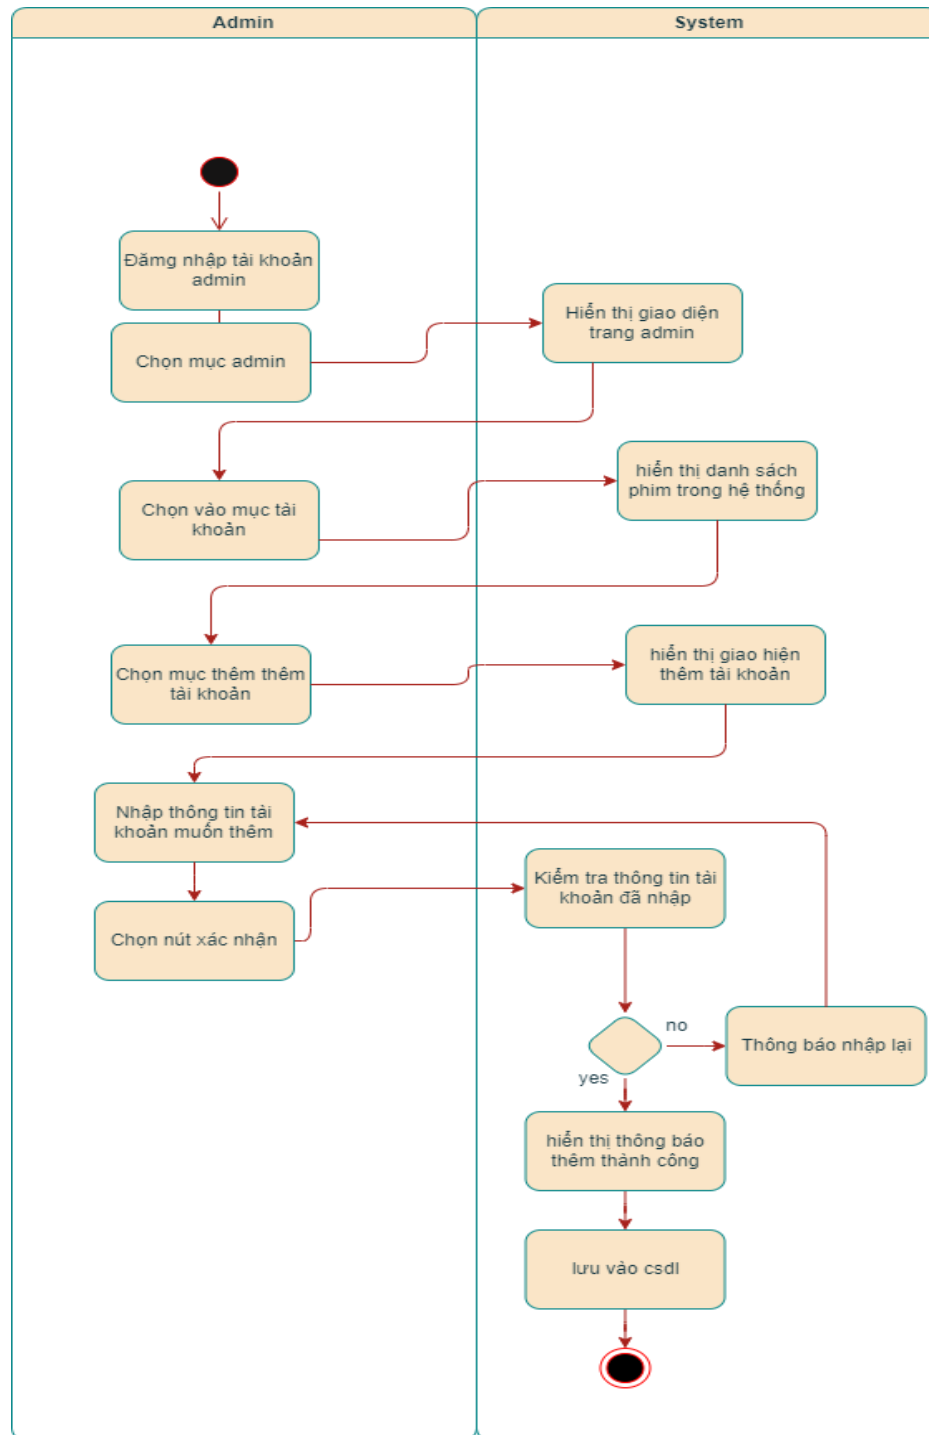 Admin
System
Đămg nhập tài khoản
admin
Chọn mục admin
Hiển thị giao diện
trang admin
Chọn vào mục tài
khoản
hiển thị danh sách
phim trong hệ thống
Chọn mục thêm thêm
tài khoản
hiển thị giao hiện
thêm tài khoản
Nhập thông tin tài
khoản muốn thêm
Chọn nút xác nhận
Kiểm tra thông tin tài
khoản đã nhập
no
Thông báo nhập lại
yes
hiển thị thông báo
thêm thành công
lưu vào csdl